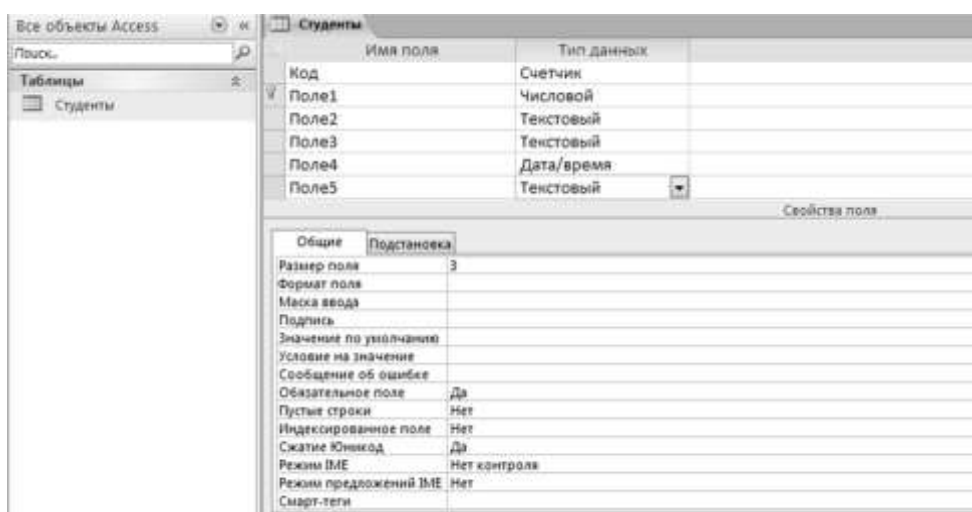 Все объекты Access «
Поиск...
Таблицы
Студенты
Студенты
Имя поля Тип данных
Код Счетчик
Поле1 Числовой
Поле2 Текстовый
Поле3 Текстовый
Поле4 Дата/время
Поле5 Текстовый
Свойства поля
Общие Подстановка
Размер поля 3
Формат поля
Маска ввода
Подпись
Значение по умолчанию
Условие на значение
Сообщение об ошибке
Обязательное поле Да
Пустые строки Нет
Индексированное поле Нет
Сжатие Юникод Да
Режим IME Нет контроля
Режим предложений IME Нет
Смарт-теги